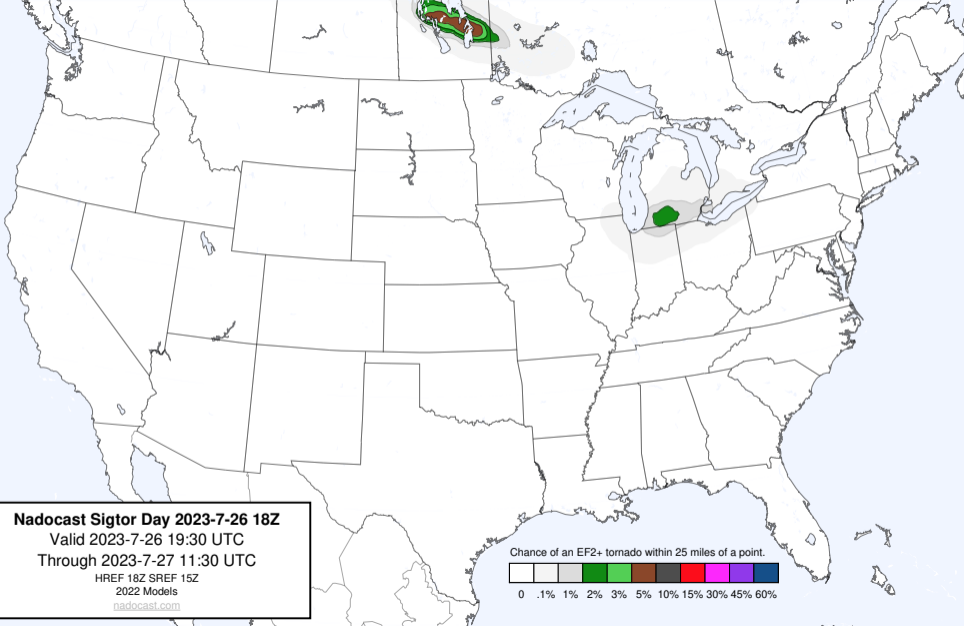 Nadocast Sigtor Day 2023-7-26 18Z
Valid 2023-7-26 19:30 UTC
Through 2023-7-27 11:30 UTC
HREF 18Z SREF 15Z
2022 Models
nadocast.com
Chance of an EF2+ tornado within 25 miles of a point.
0 .1% 1% 2% 3% 5% 10% 15% 30% 45% 60%